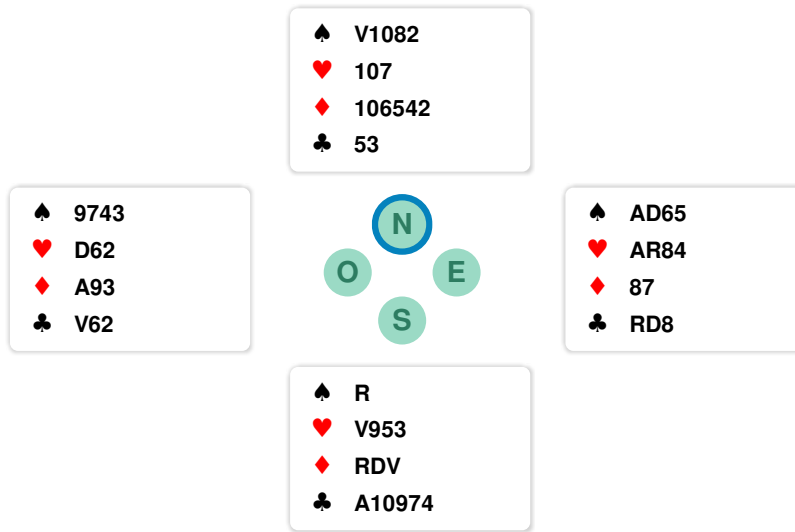 ♠ V1082
♥ 107
♦ 106542
♣ 53
♠ 9743
♥ D62
♦ A93
♣ V62
N
O
E
S
♠ AD65
♥ AR84
♦ 87
♣ RD8
♠ R
♥ V953
♦ RDV
♣ A10974